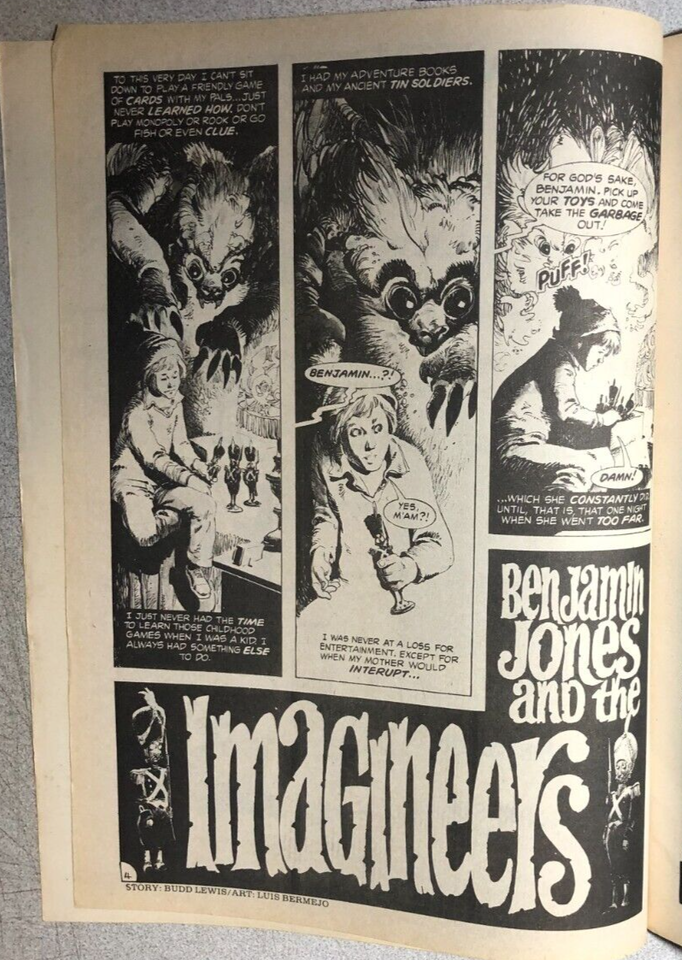 TO THIS VERY DAY I CAN'T SIT
DOWN TO PLAY A FRIENDLY GAME
OF CARDS WITH MY PALS...JUST
NEVER LEARNED HOW. DON'T
PLAY MONOPOLY OR ROOK OR GO
FISH OR EVEN CLUE.
I JUST NEVER HAD THE TIME
TO LEARN THOSE CHILDHOOD
GAMES WHEN I WAS A KID. I
ALWAYS HAD SOMETHING ELSE
TO DO.
I HAD MY ADVENTURE BOOKS
AND MY ANCIENT TIN SOLDIERS.
BENJAMIN...?!
YES,
M'AM?!
I WAS NEVER AT A LOSS FOR
ENTERTAINMENT. EXCEPT FOR
WHEN MY MOTHER WOULD
INTERUPT...
FOR GOD'S SAKE,
BENJAMIN. PICK UP
YOUR TOYS AND COME
TAKE THE GARBAGE
OUT!
PUFF!
DAMN!
...WHICH SHE CONSTANTLY DID.
UNTIL, THAT IS, THAT ONE NIGHT
WHEN SHE WENT TOO FAR.
Benjamin
Jones
and the
Imagineers
4
STORY: BUDD LEWIS/ART: LUIS BERMEJO